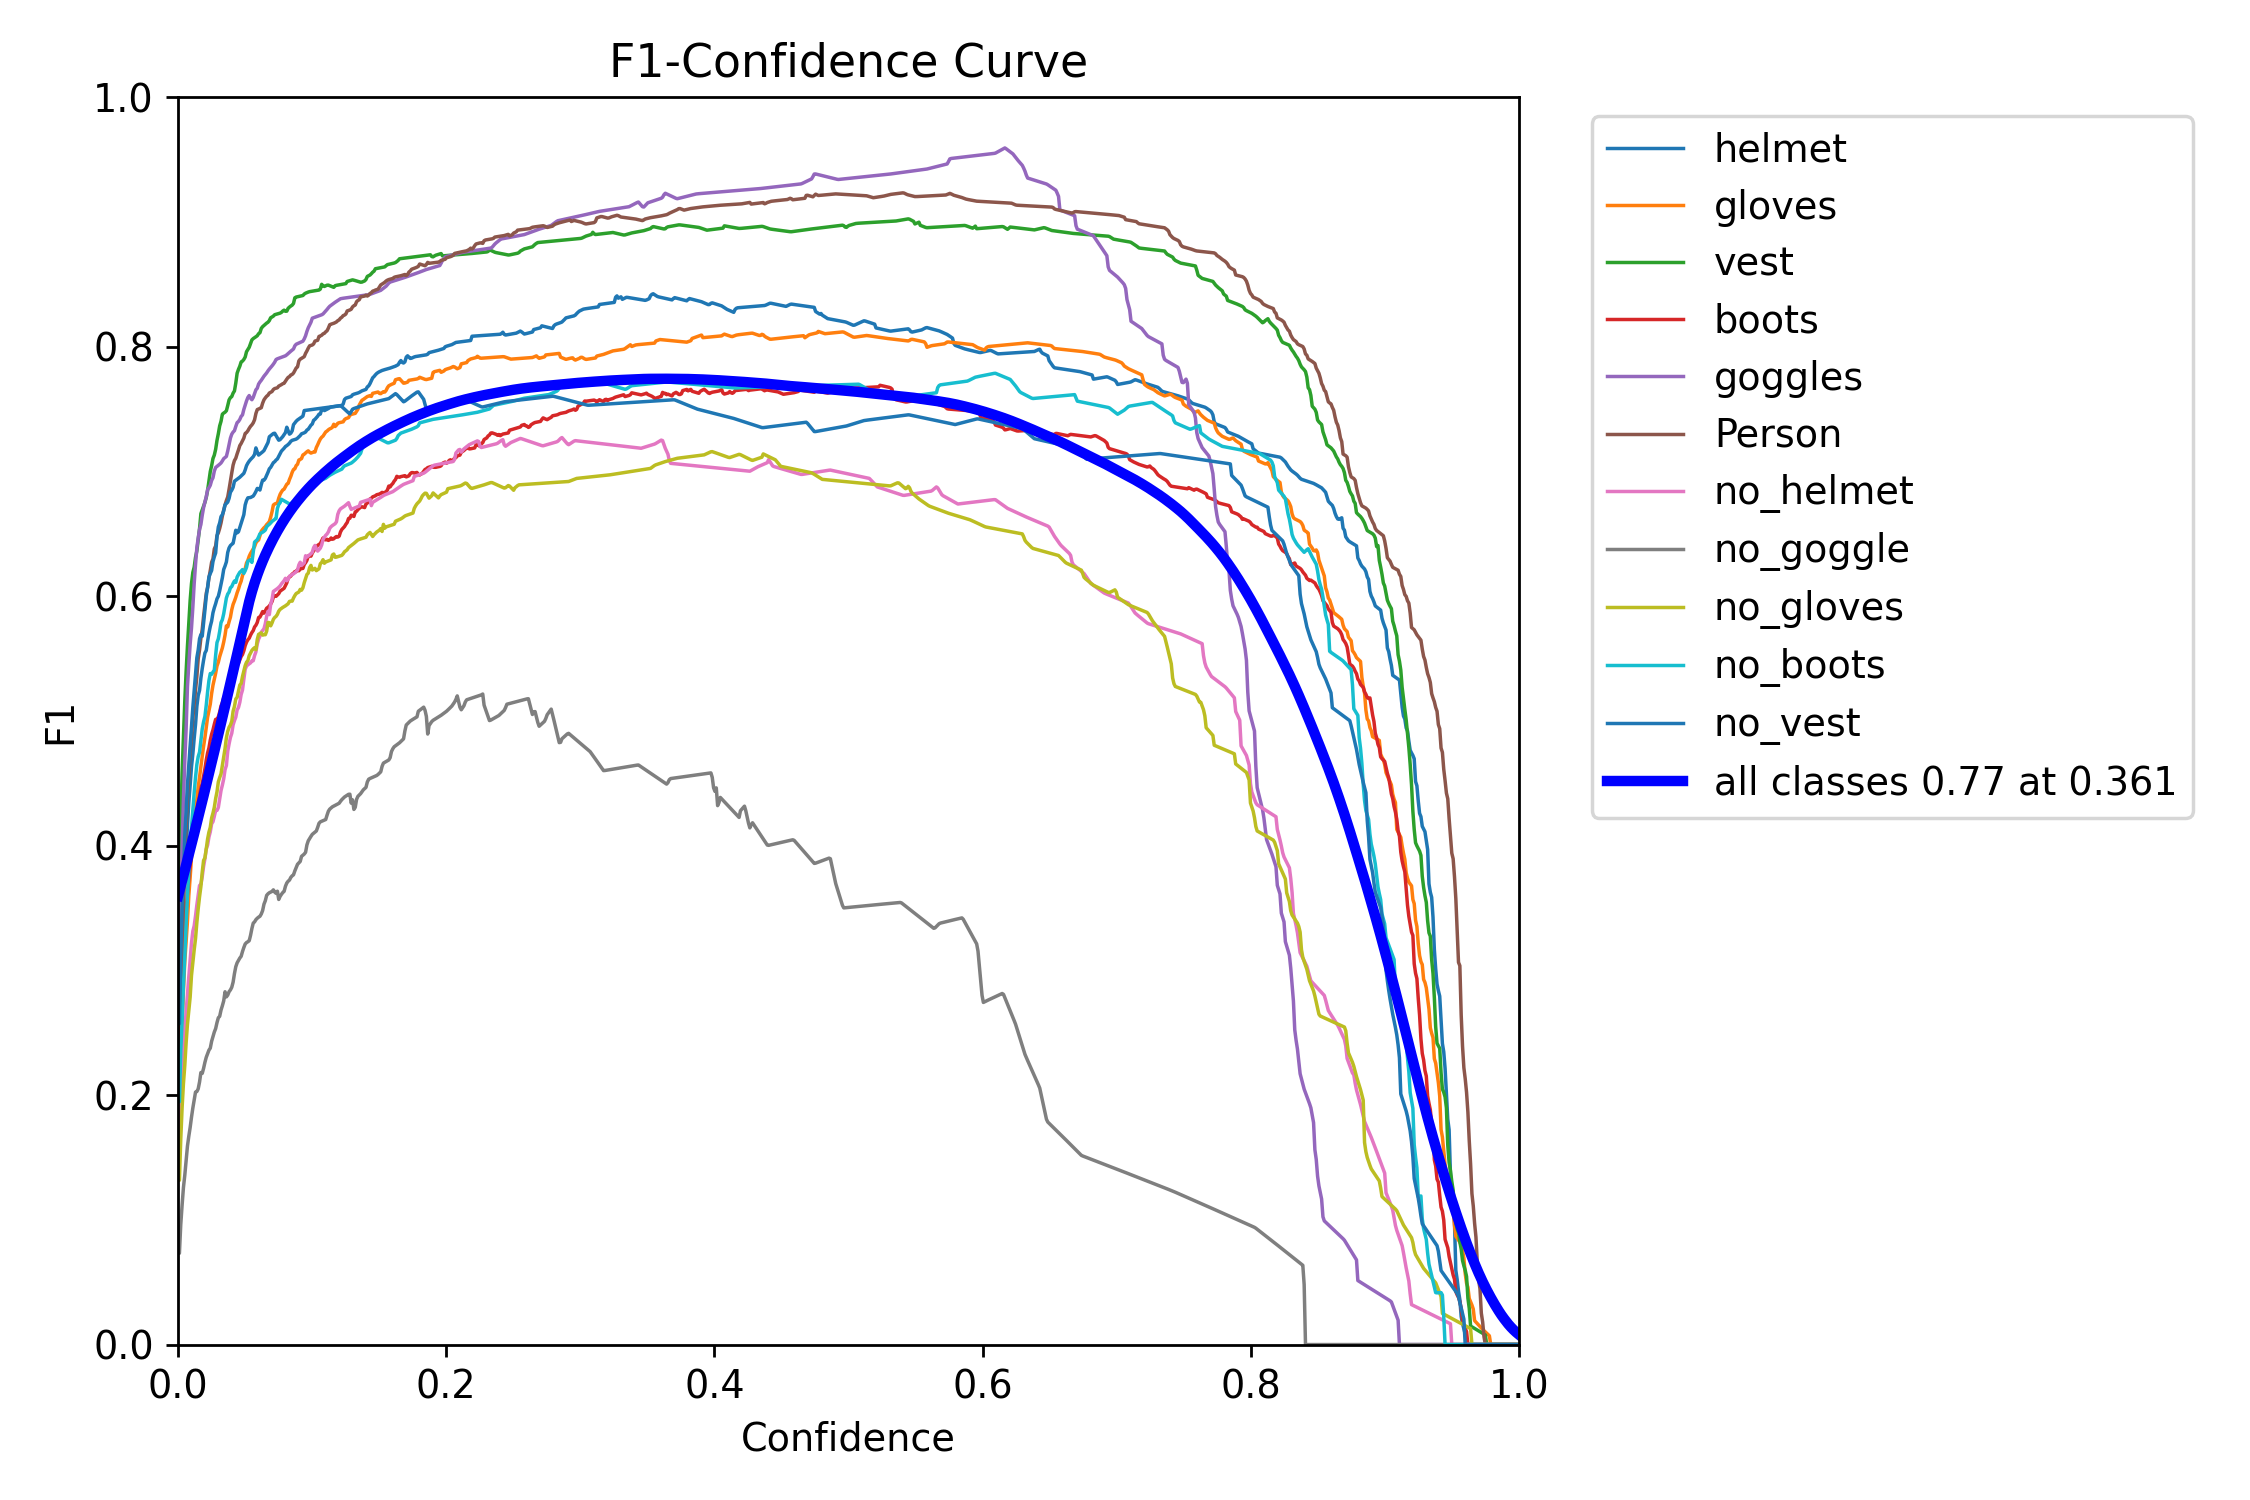 F1-Confidence Curve
1.0
0.8
0.6
0.4
0.2
0.0
F1
0.0 0.2 0.4 0.6 0.8 1.0
Confidence
helmet
gloves
vest
boots
goggles
Person
no_helmet
no_goggle
no_gloves
no_boots
no_vest
all classes 0.77 at 0.361